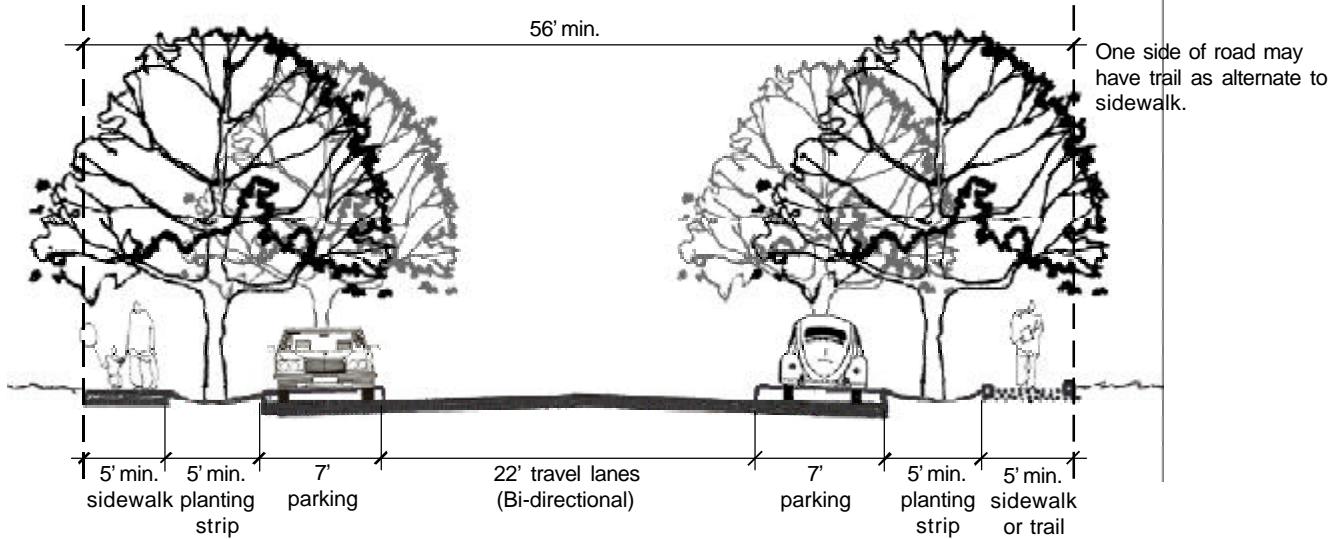 56' min.
One side of road may
have trail as alternate to
sidewalk.
5' min.
sidewalk
5' min.
planting
strip
7'
parking
22' travel lanes
(Bi-directional)
7'
parking
5' min.
planting
strip
5' min.
sidewalk
or trail